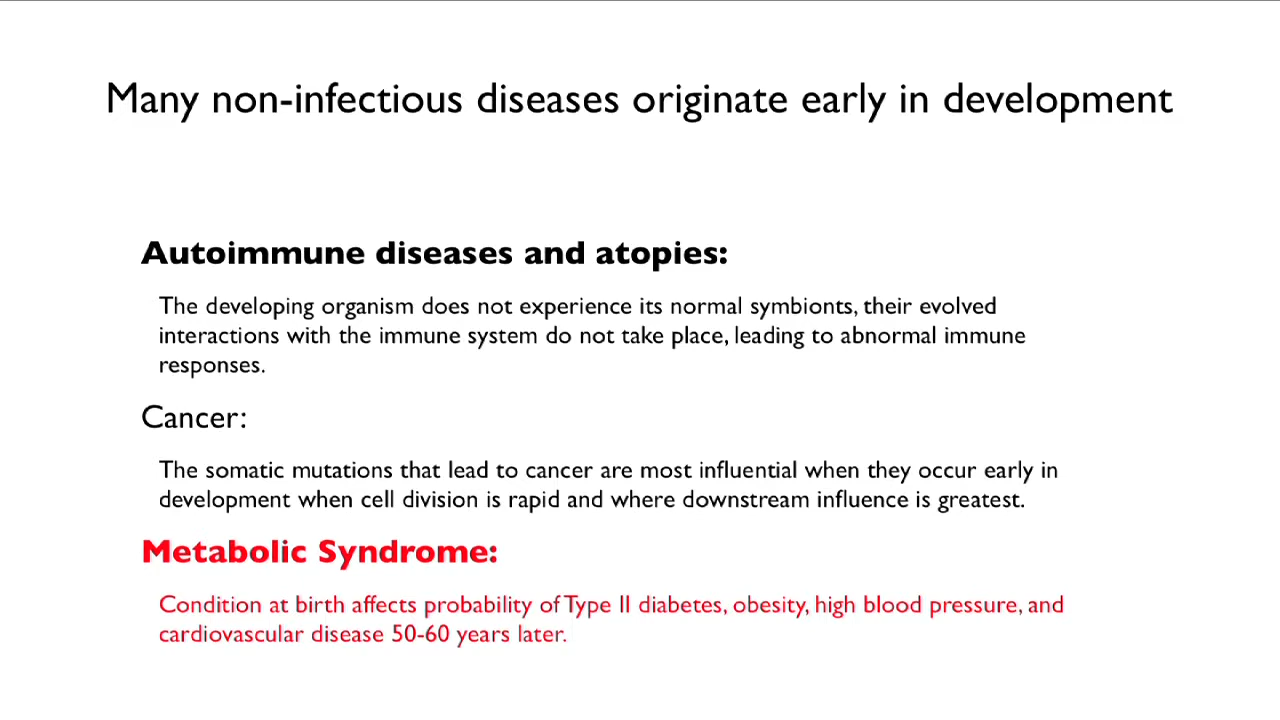 Many non-infectious diseases originate early in development
Autoimmune diseases and atopies:
The developing organism does not experience its normal symbionts, their evolved
interactions with the immune system do not take place, leading to abnormal immune
responses.
Cancer:
The somatic mutations that lead to cancer are most influential when they occur early in
development when cell division is rapid and where downstream influence is greatest.
Metabolic Syndrome:
Condition at birth affects probability of Type II diabetes, obesity, high blood pressure, and
cardiovascular disease 50-60 years later.